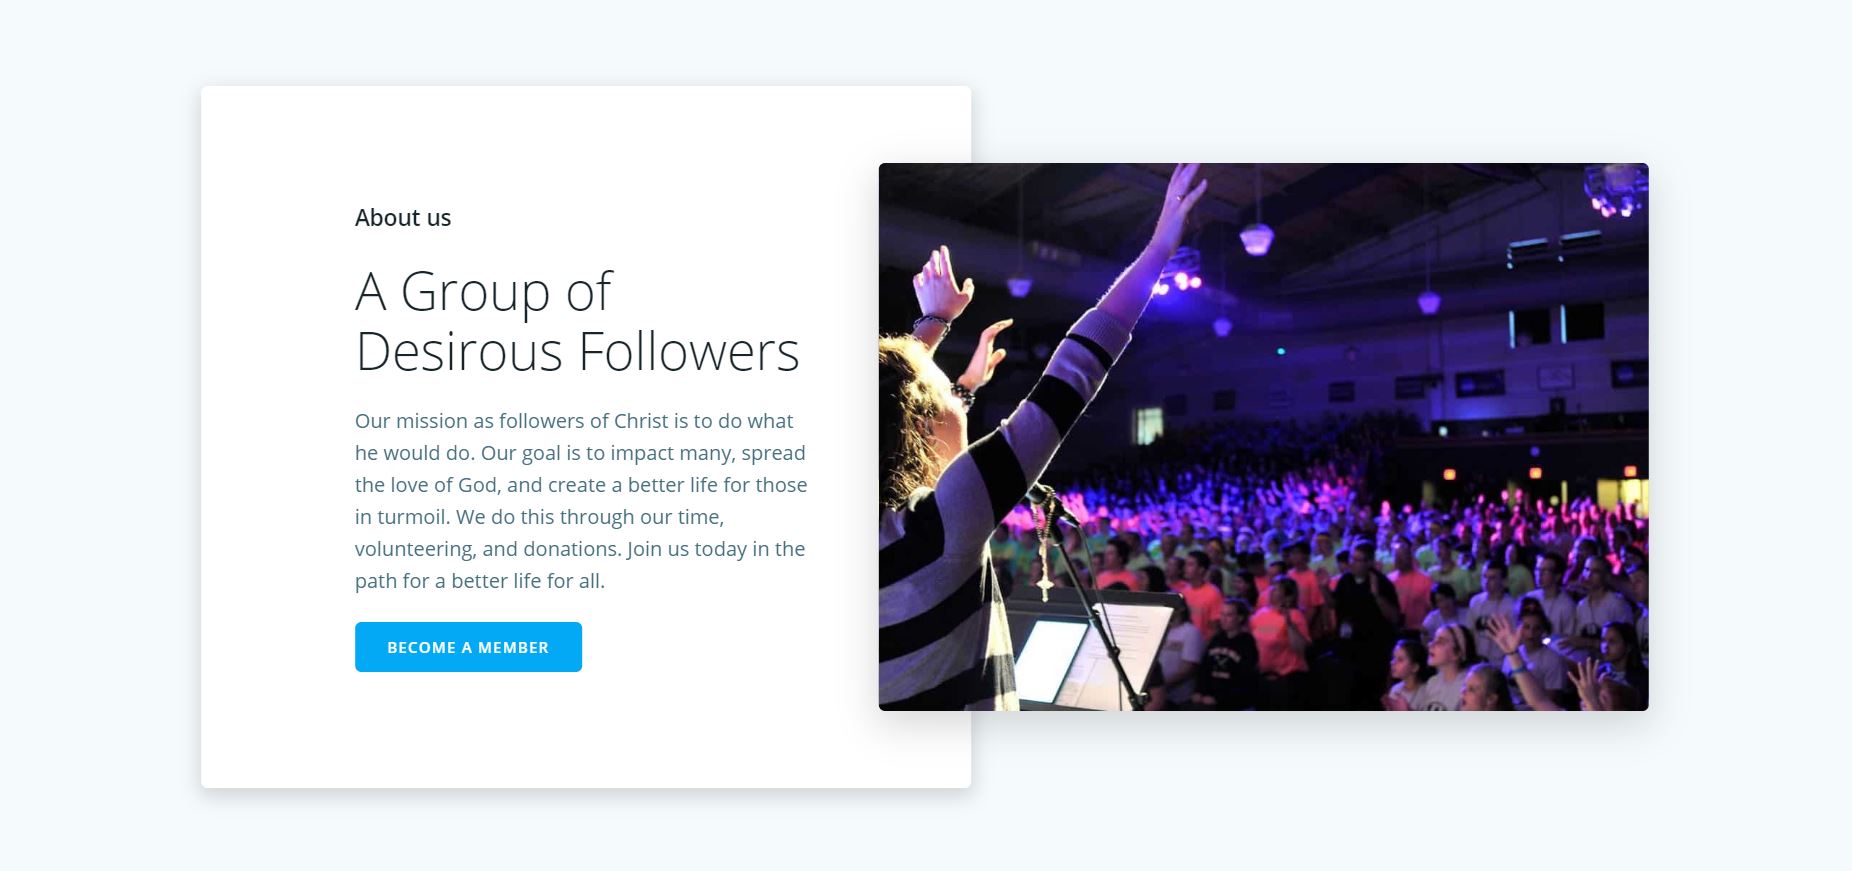 About us
A Group of
Desirous Followers
Our mission as followers of Christ is to do what
he would do. Our goal is to impact many, spread
the love of God, and create a better life for those
in turmoil. We do this through our time,
volunteering, and donations. Join us today in the
path for a better life for all.
BECOME A MEMBER